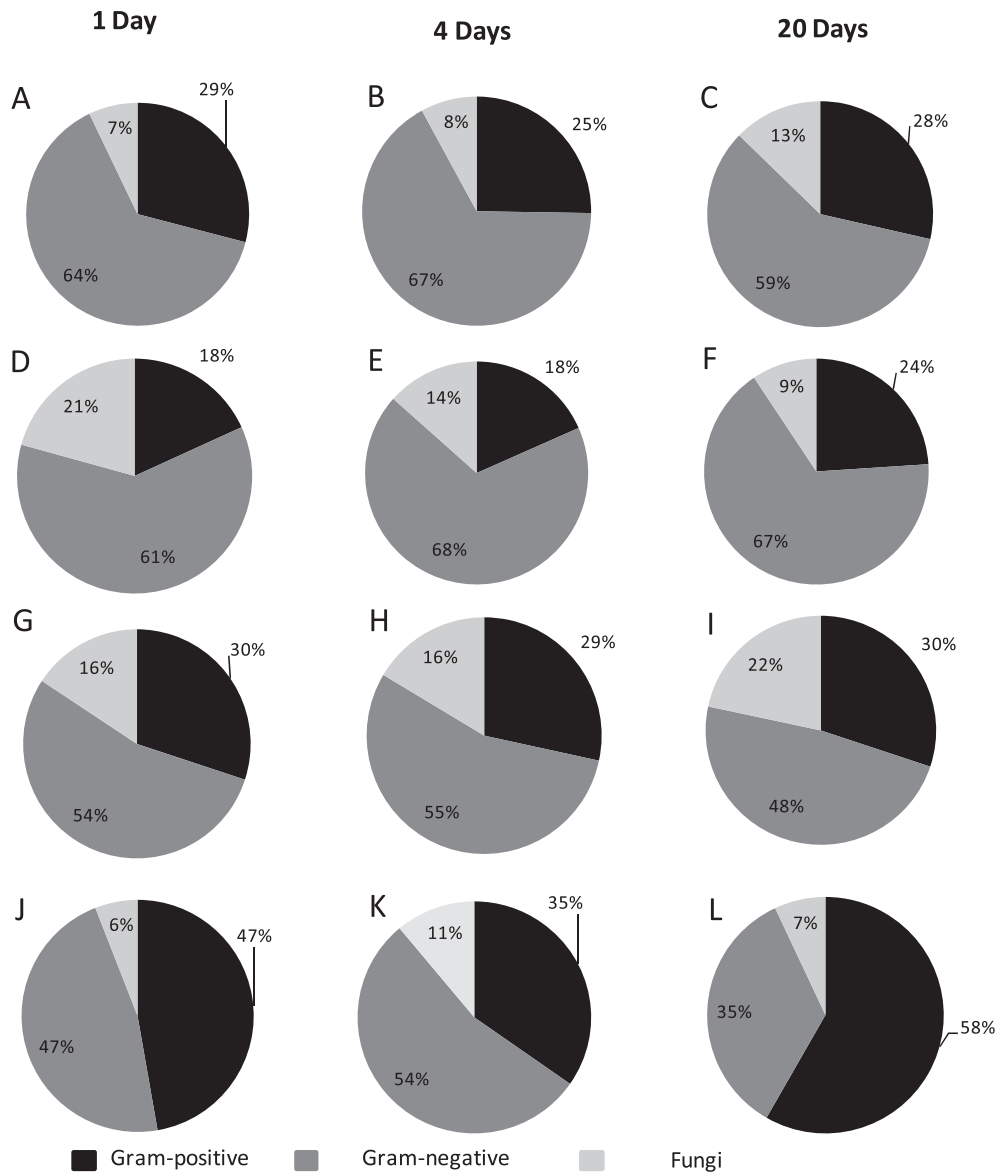 1 Day
4 Days
20 Days
A
29%
7%
64%
B
25%
8%
67%
C
28%
13%
59%
D
18%
21%
61%
E
18%
14%
68%
F
24%
9%
67%
G
30%
16%
54%
H
29%
16%
55%
I
30%
22%
48%
J
47%
6%
47%
K
35%
11%
54%
L
7%
35%
58%
Gram-positive
Gram-negative
Fungi